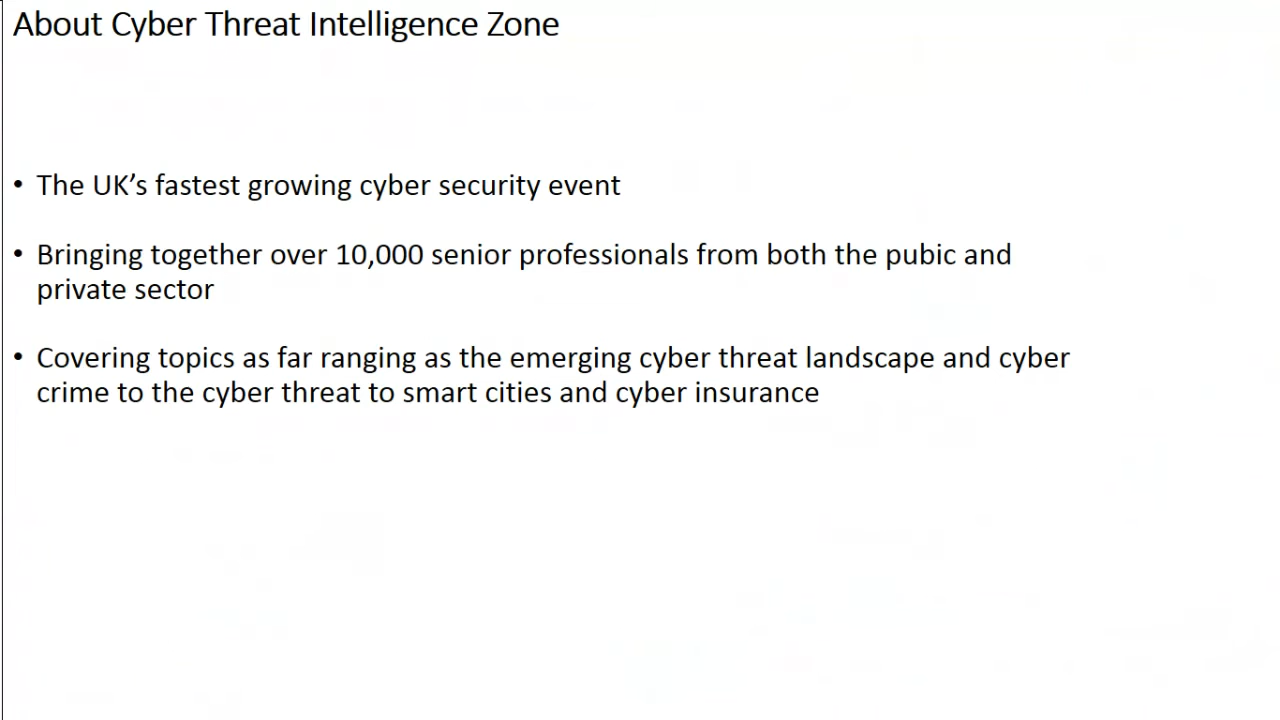 About Cyber Threat Intelligence Zone
• The UK’s fastest growing cyber security event
• Bringing together over 10,000 senior professionals from both the pubic and
private sector
• Covering topics as far ranging as the emerging cyber threat landscape and cyber
crime to the cyber threat to smart cities and cyber insurance